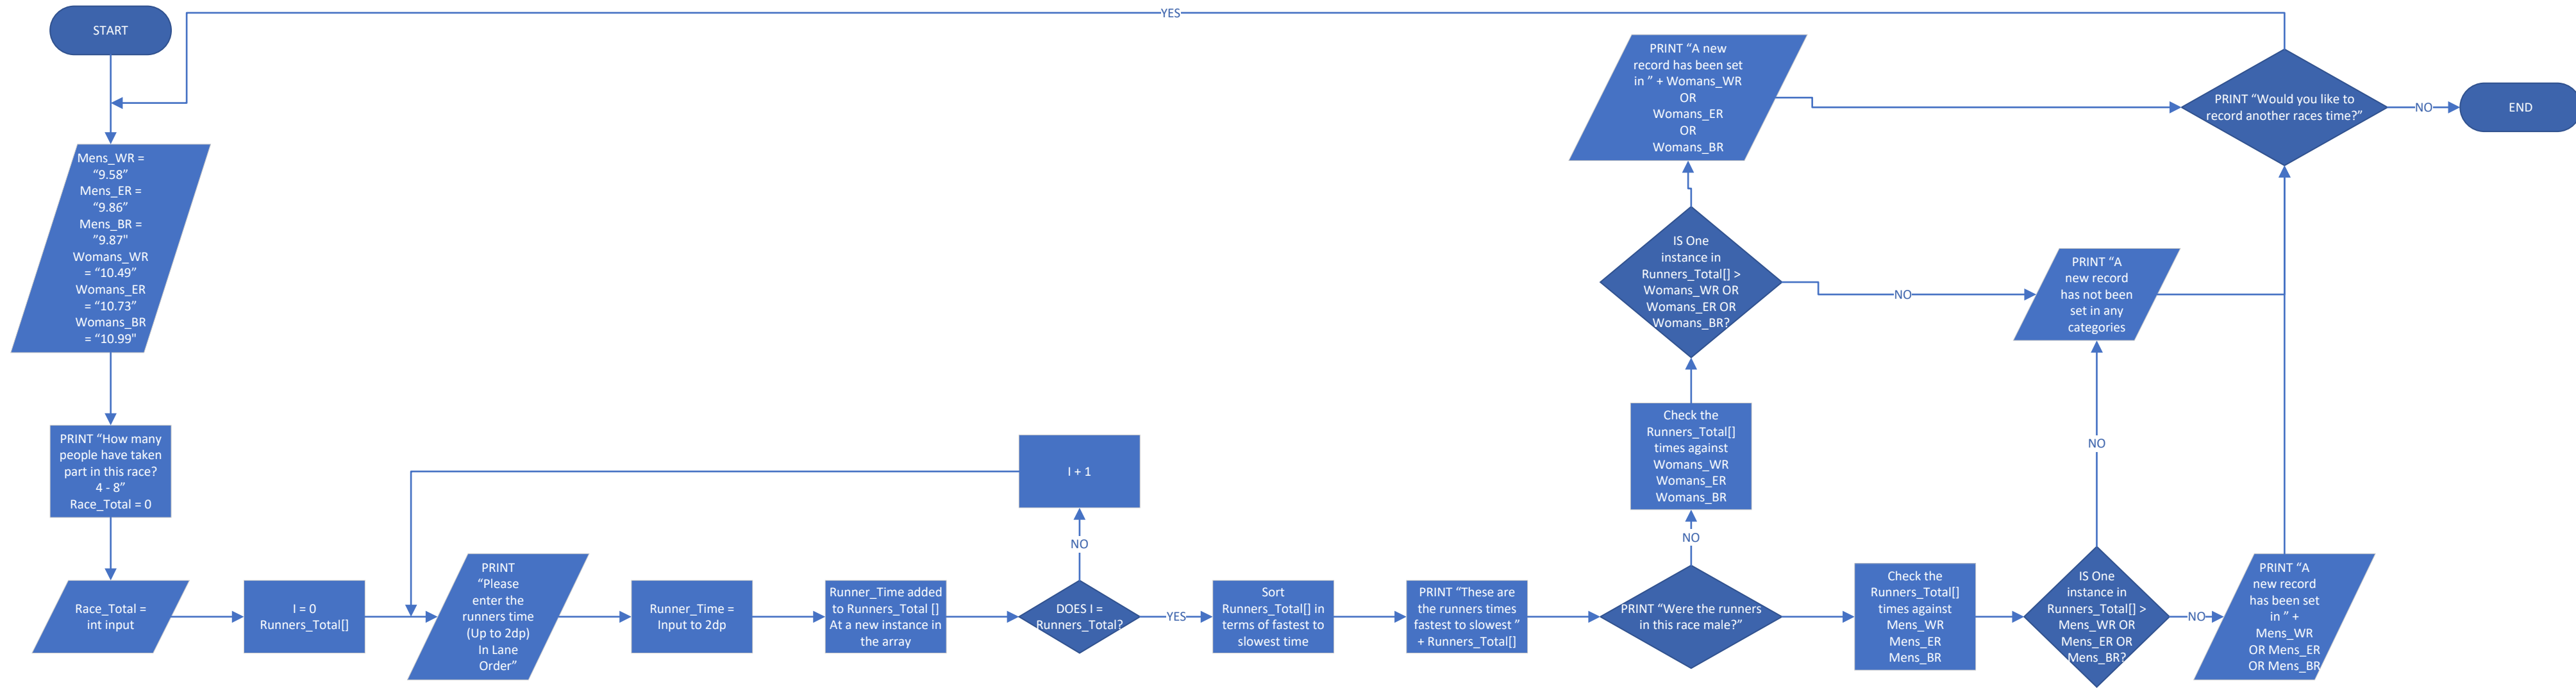 START
YES
Mens_WR =
“9.58”
Mens_ER =
“9.86”
Mens_BR =
”9.87"
Womans_WR
= “10.49”
Womans_ER
= “10.73”
Womans_BR
= “10.99"
PRINT “How many
people have taken
part in this race?
4 - 8”
Race_Total = 0
Race_Total =
int input
I = 0
Runners_Total[]
PRINT
“Please
enter the
runners time
(Up to 2dp)
In Lane
Order”
Runner_Time =
Input to 2dp
Runner_Time added
to Runners_Total []
At a new instance in
the array
DOES I =
Runners_Total?
NO
I + 1
YES
Sort
Runners_Total[] in
terms of fastest to
slowest time
PRINT “These are
the runners times
fastest to slowest ”
+ Runners_Total[]
PRINT “Were the runners
in this race male?”
NO
Check the
Runners_Total[]
times against
Womans_WR
Womans_ER
Womans_BR
IS One
instance in
Runners_Total[] >
Womans_WR OR
Womans_ER OR
Womans_BR?
PRINT “A new
record has been set
in ” + Womans_WR
OR
Womans_ER
OR
Womans_BR
NO
PRINT “A
new record
has not been
set in any
categories
Check the
Runners_Total[]
times against
Mens_WR
Mens_ER
Mens_BR
IS One
instance in
Runners_Total[] >
Mens_WR OR
Mens_ER OR
Mens_BR?
NO
NO
PRINT “A
new record
has been set
in ” +
Mens_WR
OR Mens_ER
OR Mens_BR
PRINT “Would you like to
record another races time?”
NO
END